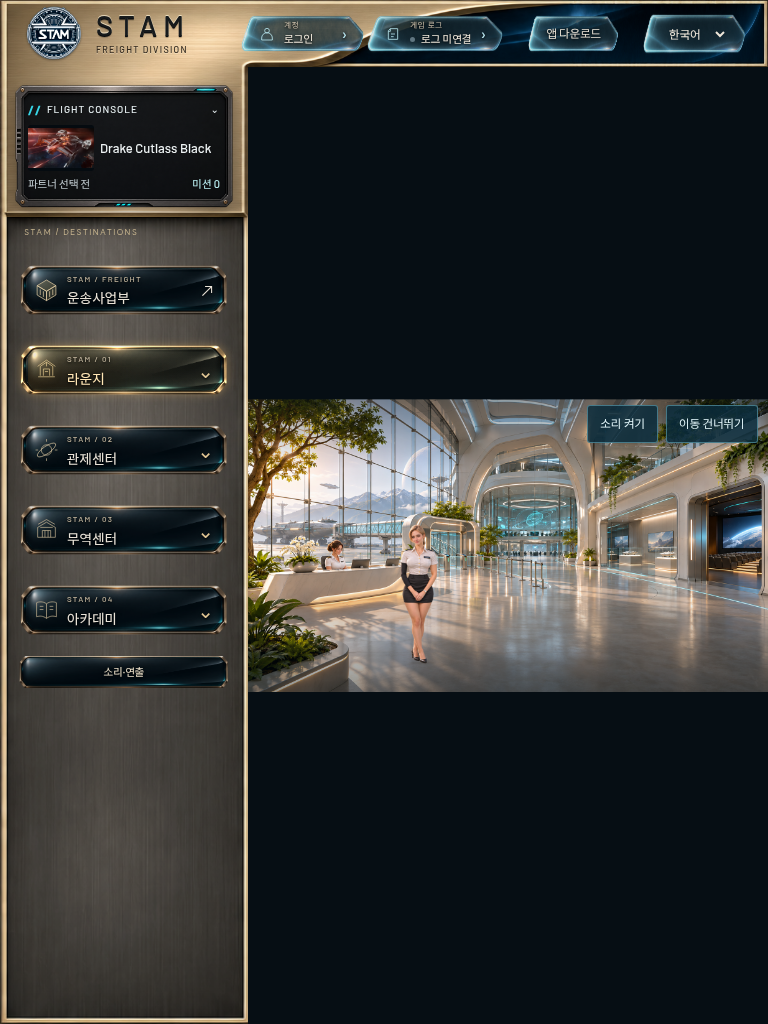 STAM
STAM
FREIGHT DIVISION
계정
로그인
게임 로그
로그 미연결
앱 다운로드
한국어
// FLIGHT CONSOLE
Drake Cutlass Black
파트너 선택 전
미션 0
STAM / DESTINATIONS
STAM / FREIGHT
운송사업부
STAM / 01
라운지
STAM / 02
관제센터
STAM / 03
무역센터
STAM / 04
아카데미
소리·연출
소리 켜기
이동 건너뛰기